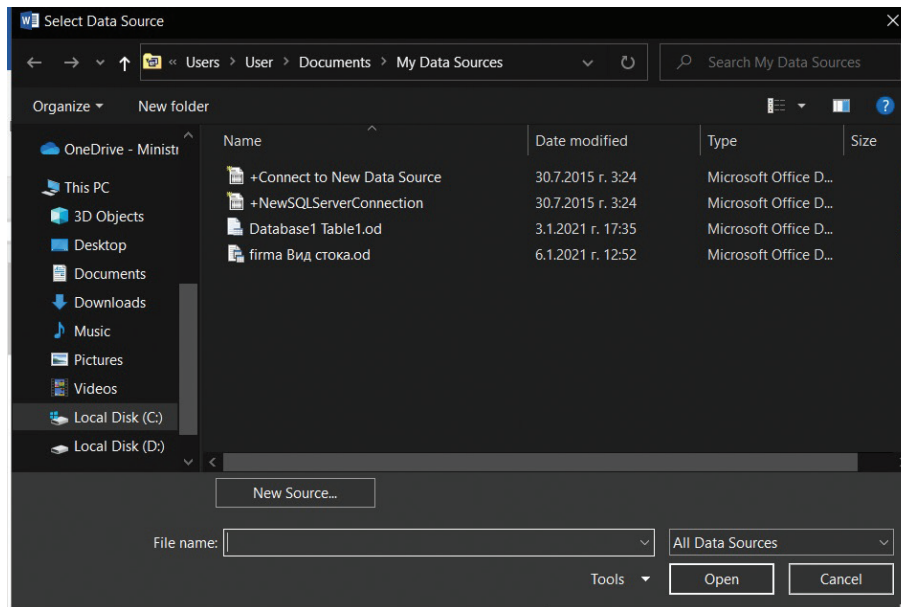 Select Data Source
« Users > User > Documents > My Data Sources
Search My Data Sources
Organize
New folder
Name
Date modified
Type
Size
OneDrive - Minist
This PC
3D Objects
Desktop
Documents
Downloads
Music
Pictures
Videos
Local Disk (C:)
Local Disk (D:)
+Connect to New Data Source 30.7.2015 г. 3:24 Microsoft Office D...
+NewSQLServerConnection 30.7.2015 г. 3:24 Microsoft Office D...
Database1 Table1.od 3.1.2021 г. 17:35 Microsoft Office D...
firma Вид стока.od 6.1.2021 г. 12:52 Microsoft Office D...
New Source...
File name:
All Data Sources
Tools
Open
Cancel